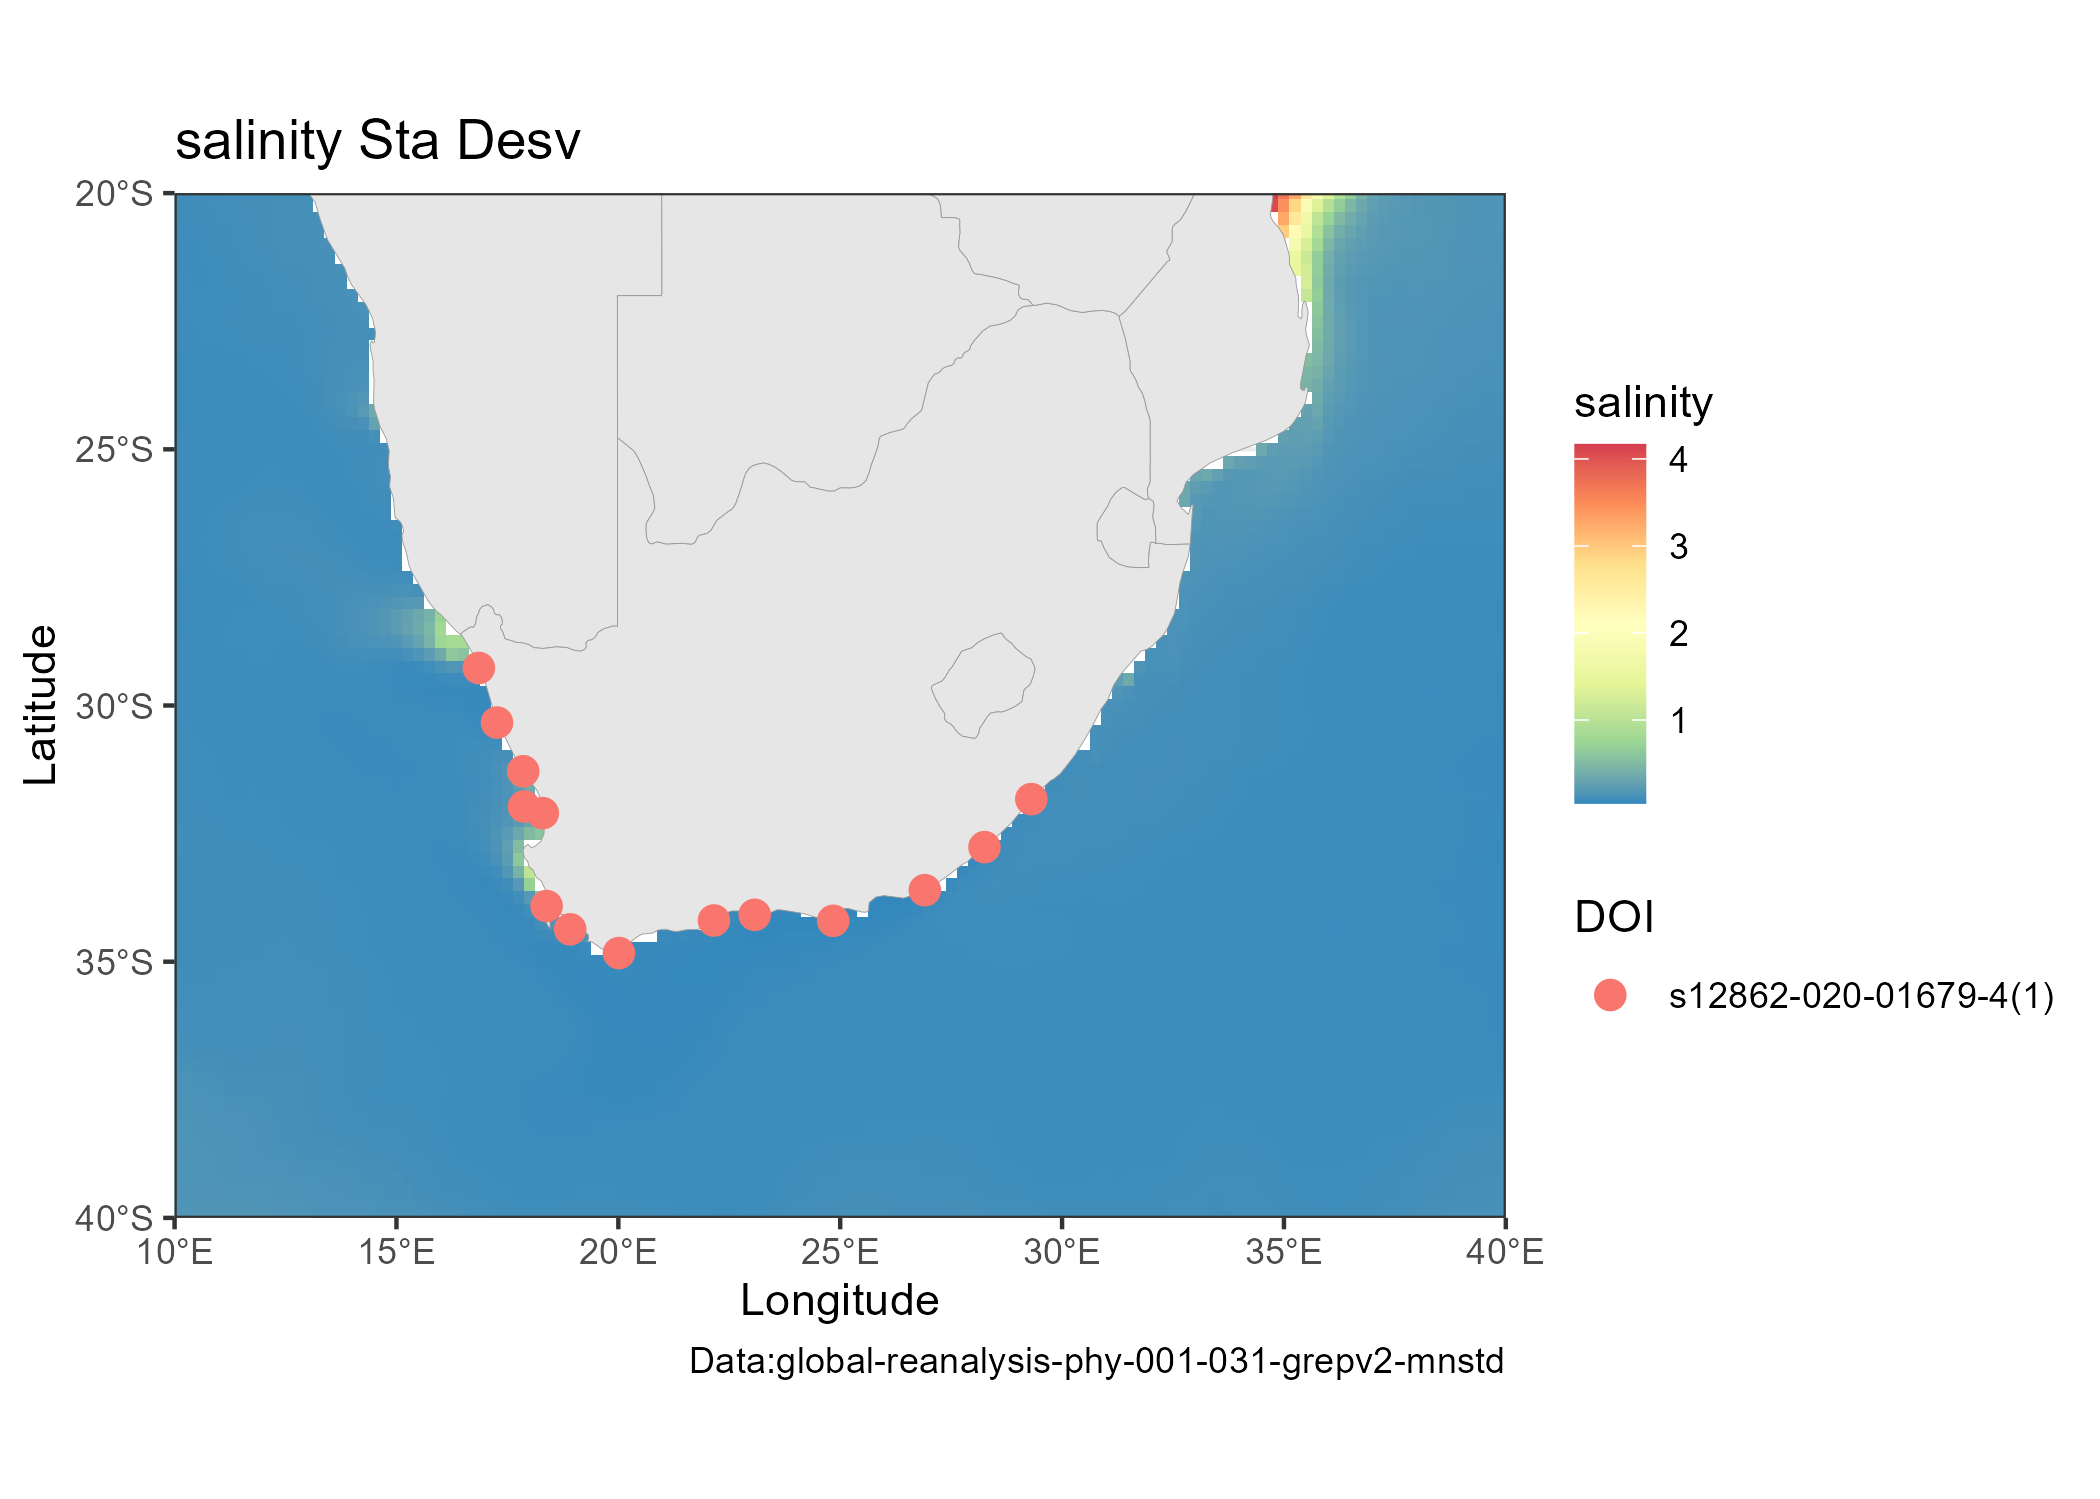 salinity Sta Desv
20°S
25°S
30°S
35°S
40°S
Latitude
10°E 15°E 20°E 25°E 30°E 35°E 40°E
Longitude
Data:global-reanalysis-phy-001-031-grepv2-mnstd
salinity
4
3
2
1
DOI
s12862-020-01679-4(1)